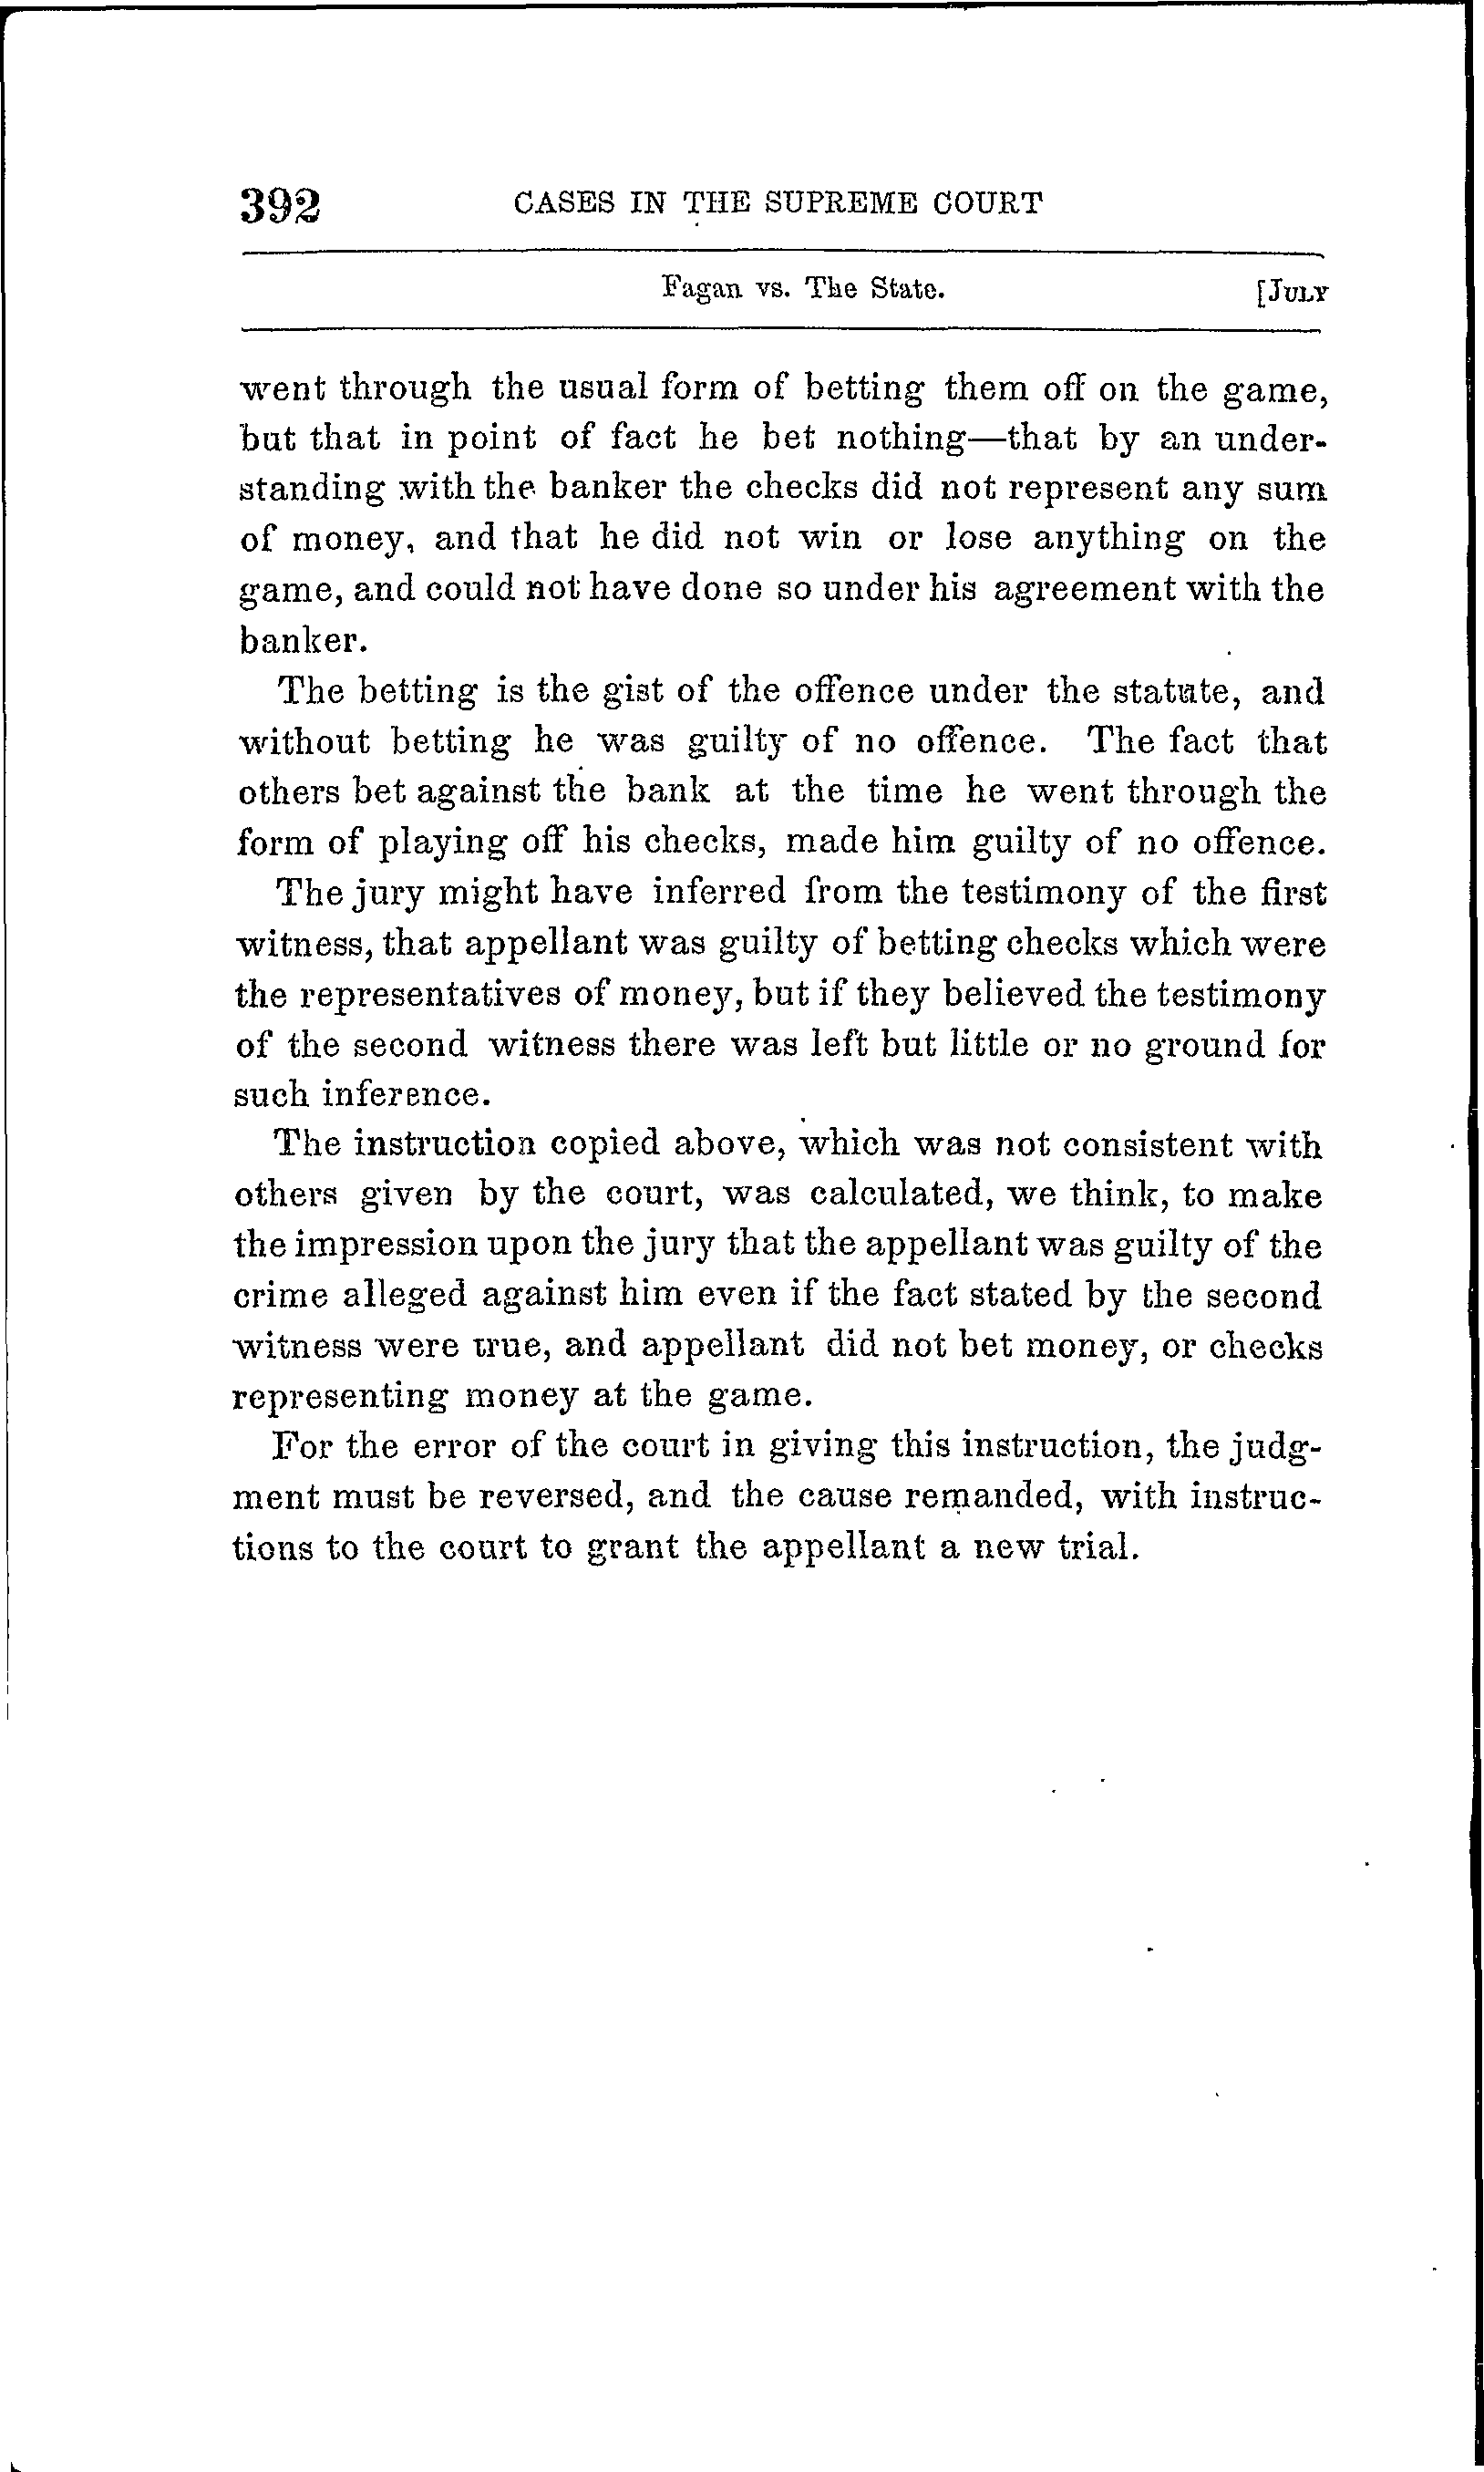 392 CASES IN THE SUPREME COURT
Fagan vs. The State. [JULY
went through the usual form of betting them off on the game,
but that in point of fact he bet nothing—that by an under-
standing with the banker the checks did not represent any sum
of money, and that he did not win or lose anything on the
game, and could not have done so under his agreement with the
banker.
The betting is the gist of the offence under the statute, and
without betting he was guilty of no offence. The fact that
others bet against the bank at the time he went through the
form of playing off his checks, made him guilty of no offence.
The jury might have inferred from the testimony of the first
witness, that appellant was guilty of betting checks which were
the representatives of money, but if they believed the testimony
of the second witness there was left but little or no ground for
such inference.
The instruction copied above, which was not consistent with
others given by the court, was calculated, we think, to make
the impression upon the jury that the appellant was guilty of the
crime alleged against him even if the fact stated by the second
witness were true, and appellant did not bet money, or checks
representing money at the game.
For the error of the court in giving this instruction, the judg-
ment must be reversed, and the cause remanded, with instruc-
tions to the court to grant the appellant a new trial.